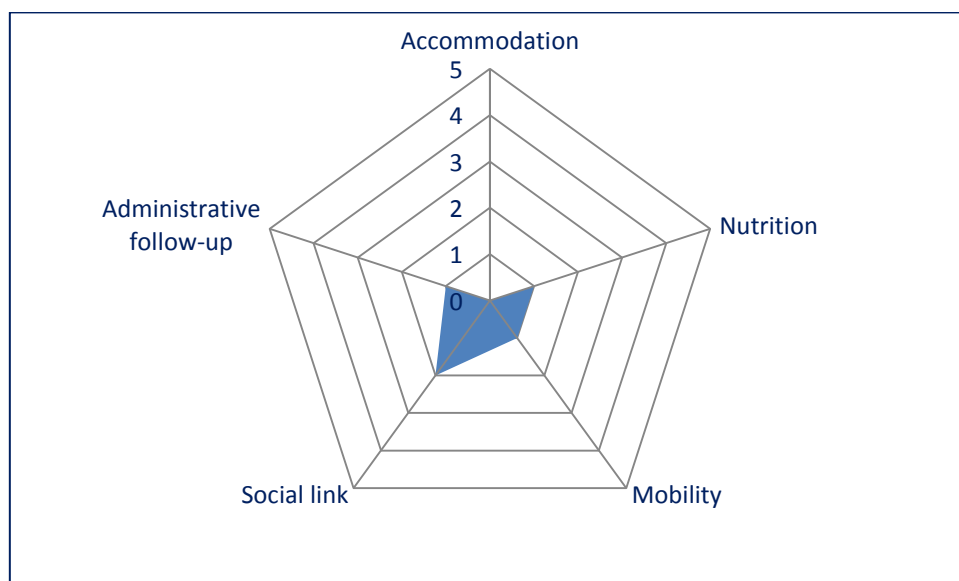 Accommodation
5
4
3
2
1
0
Administrative
follow-up
Nutrition
Social link
Mobility